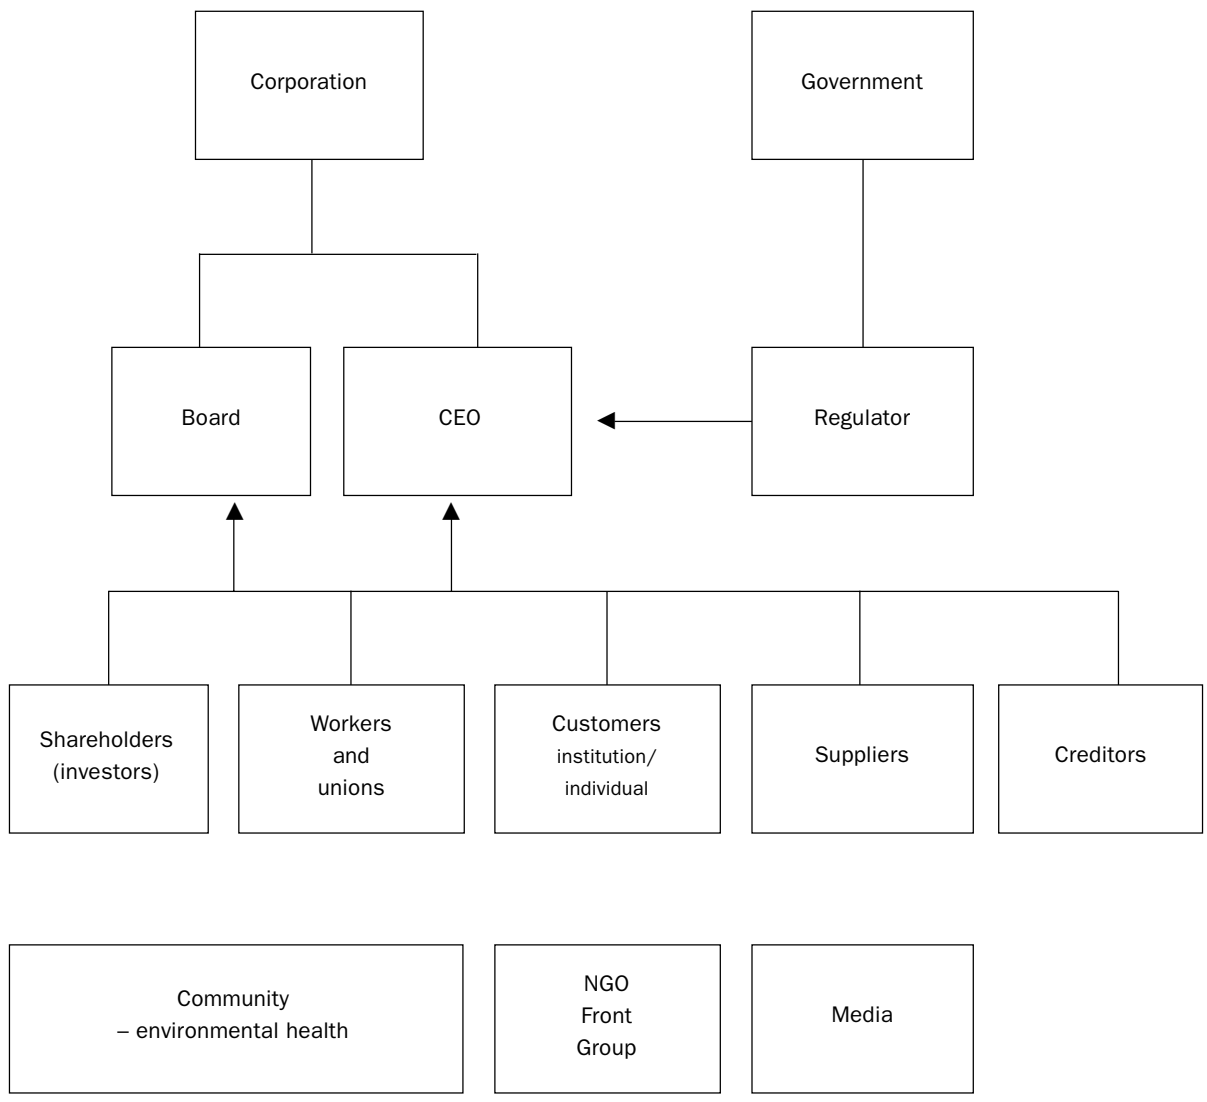 Corporation
Government
Board
CEO
Regulator
Shareholders
(investors)
Workers
and
unions
Customers
institution/
individual
Suppliers
Creditors
Community
– environmental health
NGO
Front
Group
Media